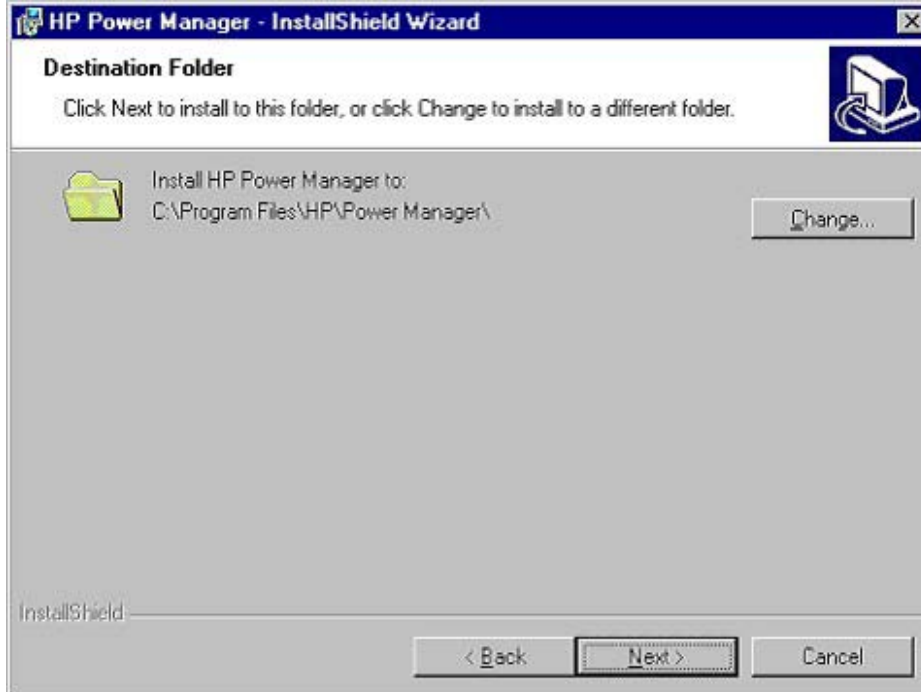 HP Power Manager - InstallShield Wizard
Destination Folder
Click Next to install to this folder, or click Change to install to a different folder.
Install HP Power Manager to:
C:\Program Files\HP\Power Manager\
Change...
InstallShield
< Back
Next >
Cancel